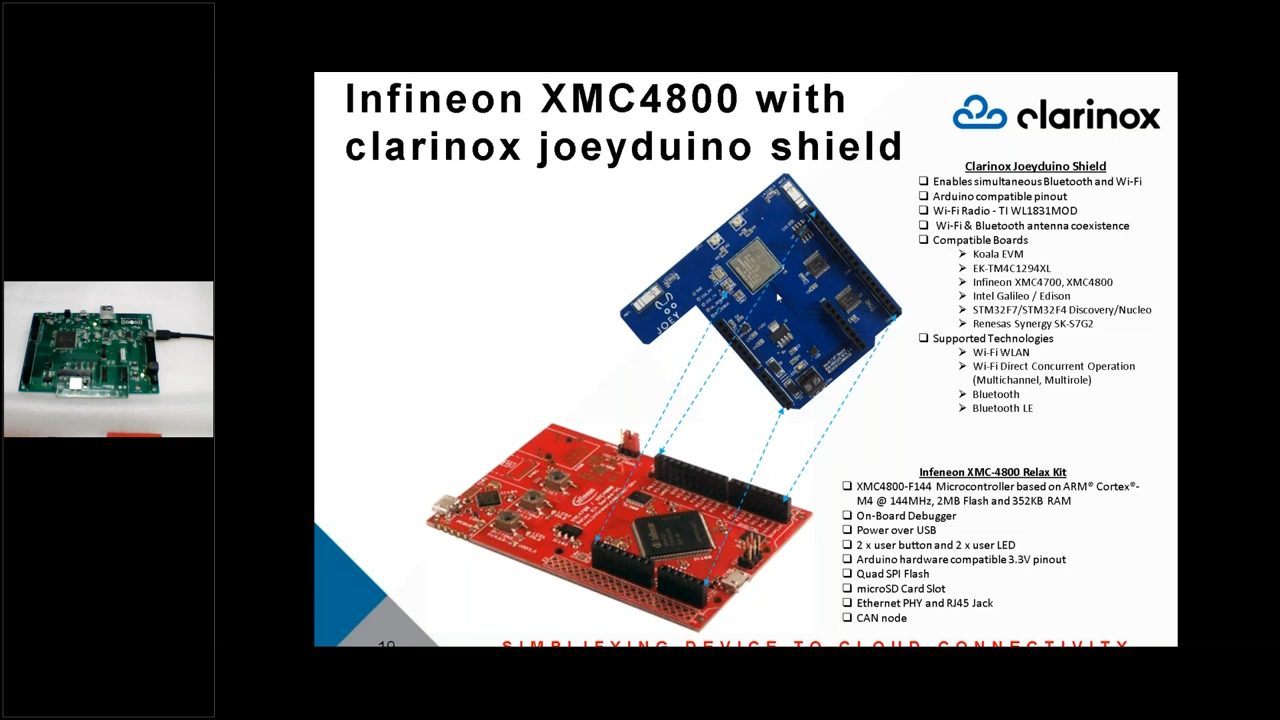 Infineon XMC4800 with
clarinox joeyduino shield
clarinox
Clarinox Joeyduino Shield
Enables simultaneous Bluetooth and Wi-Fi
Arduino compatible pinout
Wi-Fi Radio - TI WL1831MOD
Wi-Fi & Bluetooth antenna coexistence
Compatible Boards
Koala EVM
EK-TM4C1294XL
Infineon XMC4700, XMC4800
Intel Galileo / Edison
STM32F7/STM32F4 Discovery/Nucleo
Renesas Synergy SK-S7G2
Supported Technologies
Wi-Fi WLAN
Wi-Fi Direct Concurrent Operation
(Multichannel, Multirole)
Bluetooth
Bluetooth LE
JOEY
Infeneon XMC-4800 Relax Kit
XMC4800-F144 Microcontroller based on ARM® Cortex®-
M4 @ 144MHz, 2MB Flash and 352KB RAM
On-Board Debugger
Power over USB
2 x user button and 2 x user LED
Arduino hardware compatible 3.3V pinout
Quad SPI Flash
microSD Card Slot
Ethernet PHY and RJ45 Jack
CAN node
Infineon
19
SIMPLIFYING DEVICE TO CLOUD CONNECTIVITY